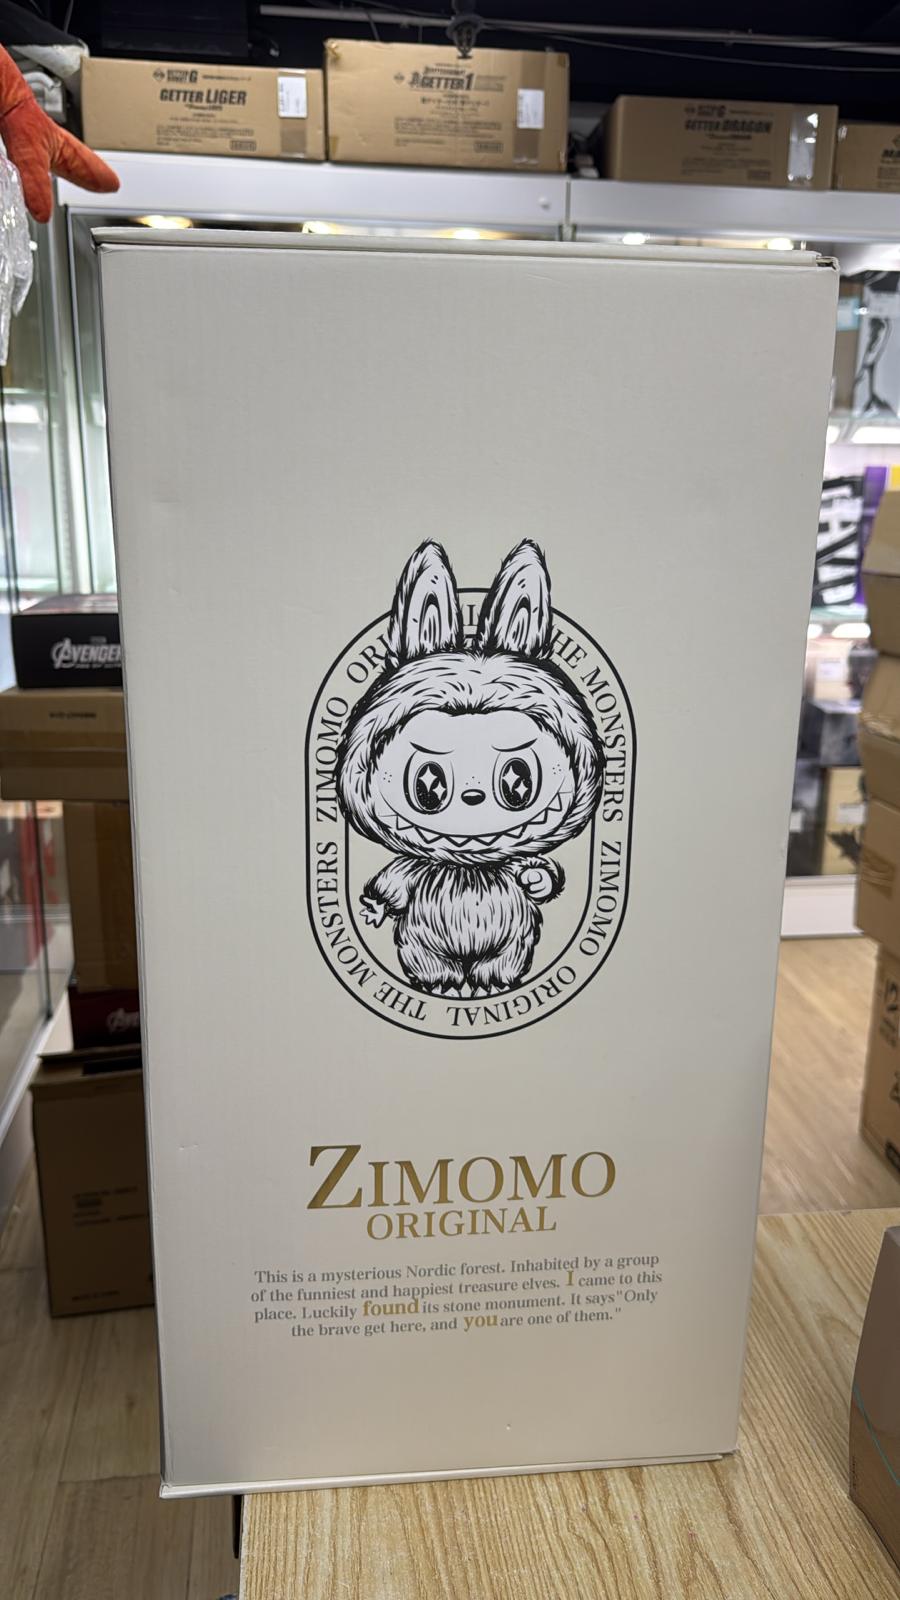 GETTER LIGER
GETTER 1
GETTER DRAGON
AVENGERS
ZIMOMO ORIGINAL THE MONSTERS ZIMOMO ORIGINAL THE MONSTERS
ZIMOMO
ORIGINAL
This is a mysterious Nordic forest. Inhabited by a group
of the funniest and happiest treasure elves. I came to this
place. Luckily found its stone monument. It says "Only
the brave get here, and you are one of them."